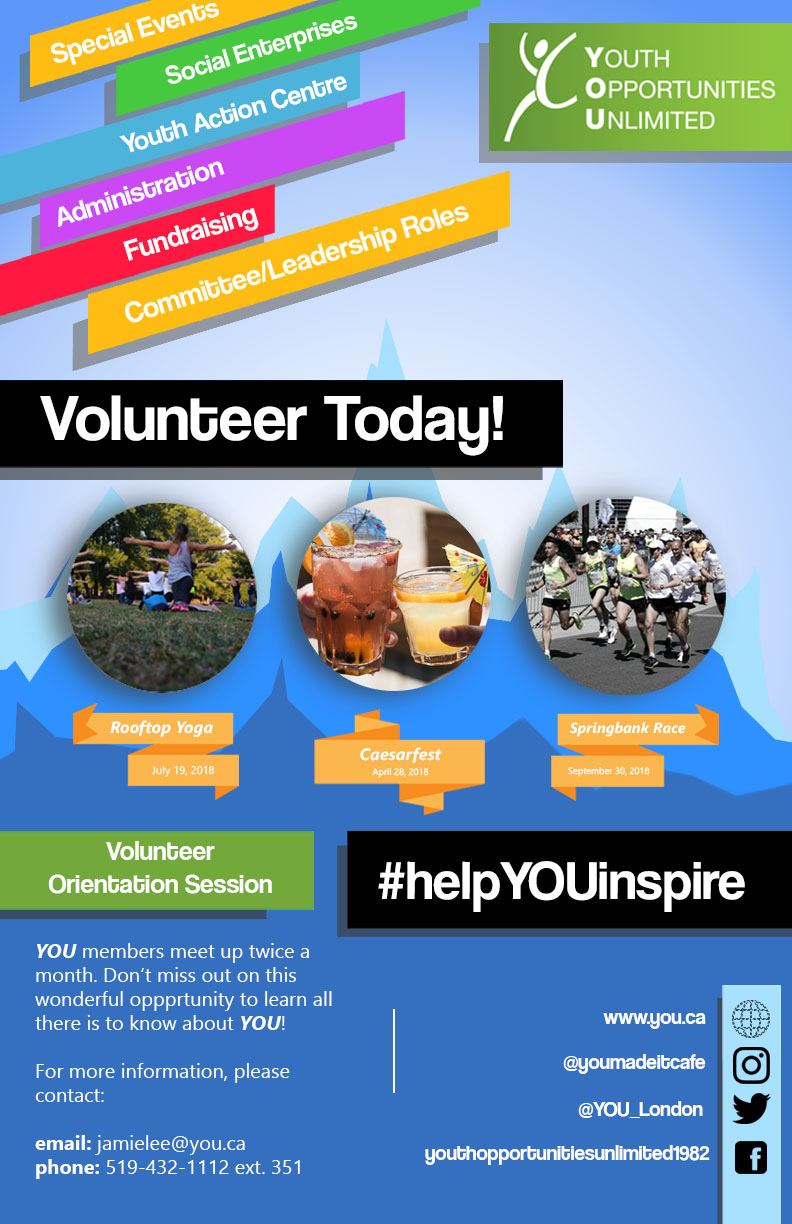 Special Events
Social Enterprises
Youth Action Centre
Administration
Fundraising
Committee/Leadership Roles
YOUTH
OPPORTUNITIES
UNLIMITED
Volunteer Today!
Rooftop Yoga
July 19, 2018
Caesarfest
April 28, 2018
Springbank Race
September 30, 2018
Volunteer
Orientation Session
#helpYOUinspire
YOU members meet up twice a
month. Don't miss out on this
wonderful oppprtunity to learn all
there is to know about YOU!
For more information, please
contact:
email: jamielee@you.ca
phone: 519-432-1112 ext. 351
www.you.ca
@youmadeitcafe
@YOU_London
youthopportunitiesunlimited1982